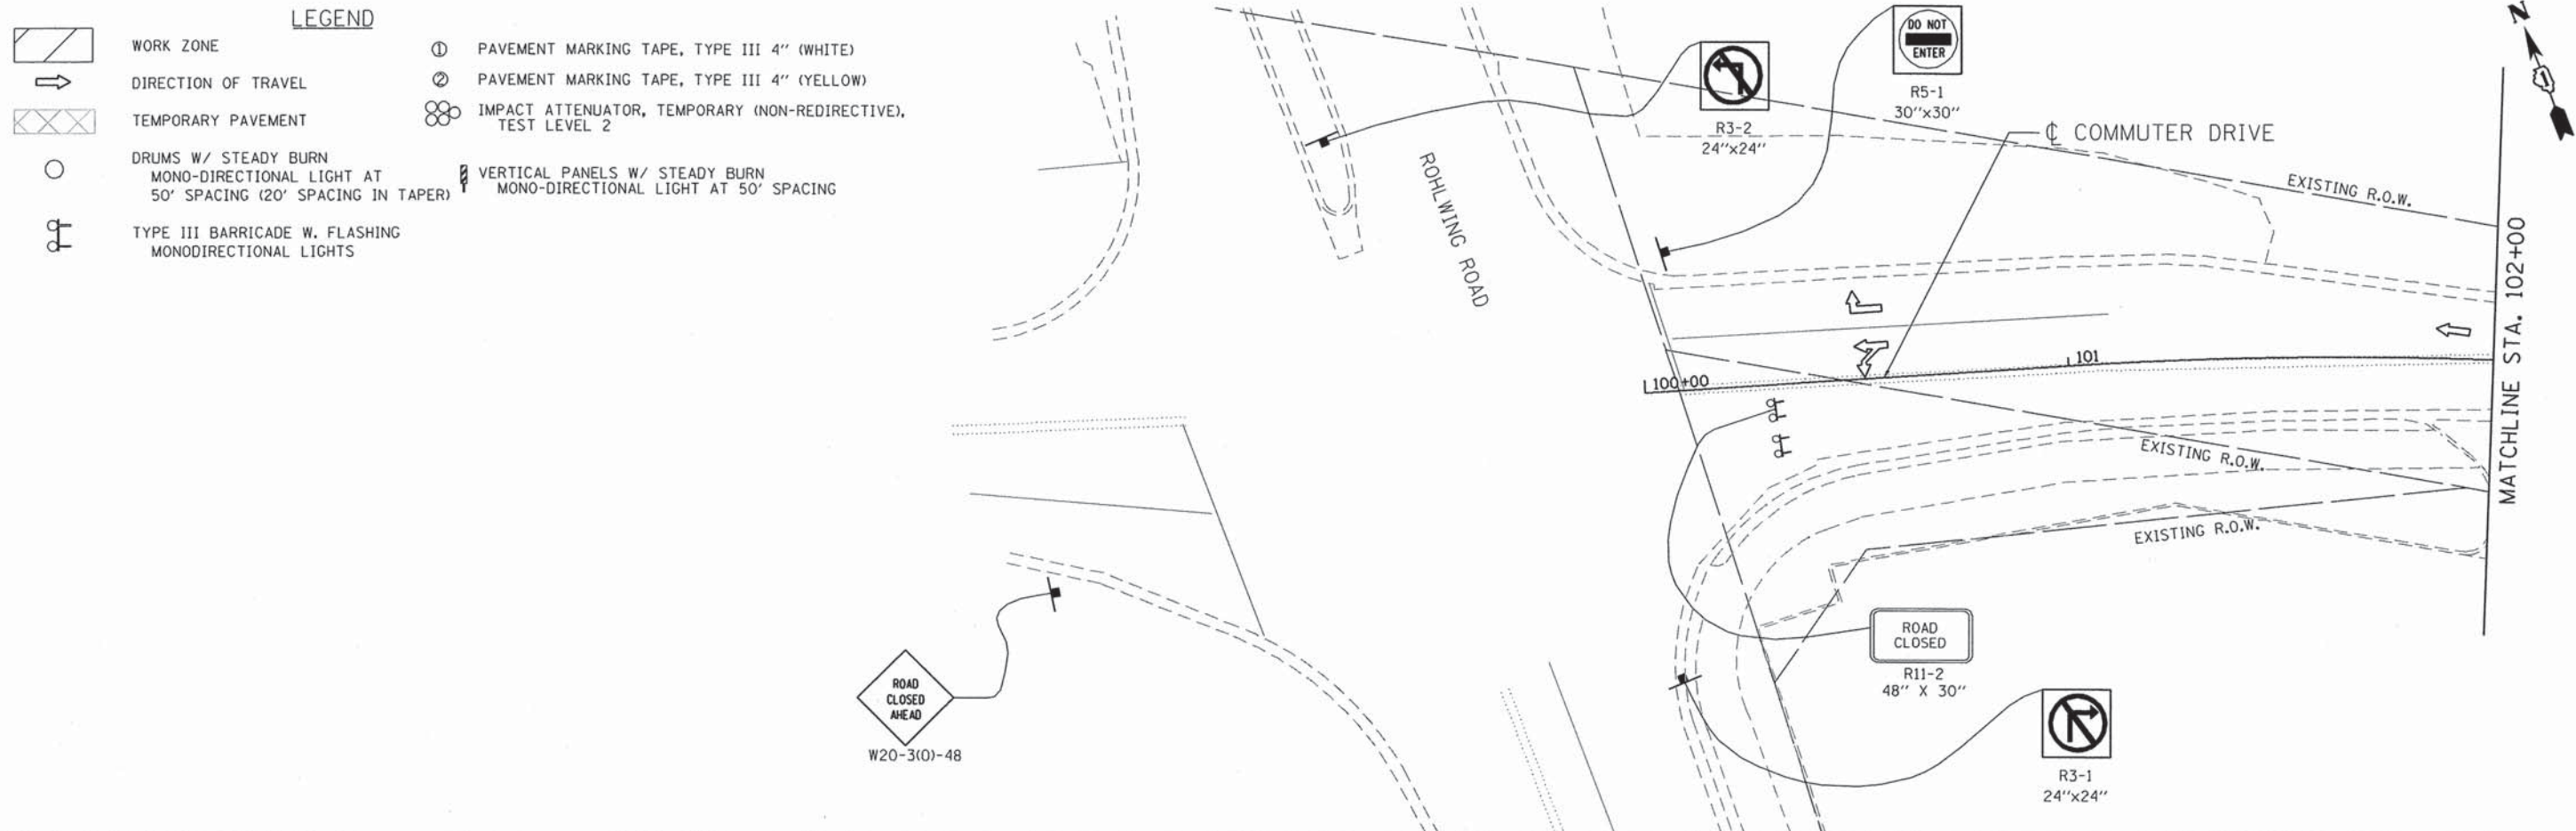 LEGEND
WORK ZONE
DIRECTION OF TRAVEL
TEMPORARY PAVEMENT
DRUMS W/ STEADY BURN
MONO-DIRECTIONAL LIGHT AT
50' SPACING (20' SPACING IN TAPER)
TYPE III BARRICADE W. FLASHING
MONODIRECTIONAL LIGHTS
① PAVEMENT MARKING TAPE, TYPE III 4" (WHITE)
② PAVEMENT MARKING TAPE, TYPE III 4" (YELLOW)
IMPACT ATTENUATOR, TEMPORARY (NON-REDIRECTIVE),
TEST LEVEL 2
VERTICAL PANELS W/ STEADY BURN
MONO-DIRECTIONAL LIGHT AT 50' SPACING
R3-2
24"x24"
DO NOT
ENTER
R5-1
30"x30"
℄ COMMUTER DRIVE
N
EXISTING R.O.W.
ROHLWING ROAD
MATCHLINE STA. 102+00
100+00
101
EXISTING R.O.W.
EXISTING R.O.W.
ROAD
CLOSED
R11-2
48" X 30"
ROAD
CLOSED
AHEAD
W20-3(O)-48
R3-1
24"x24"